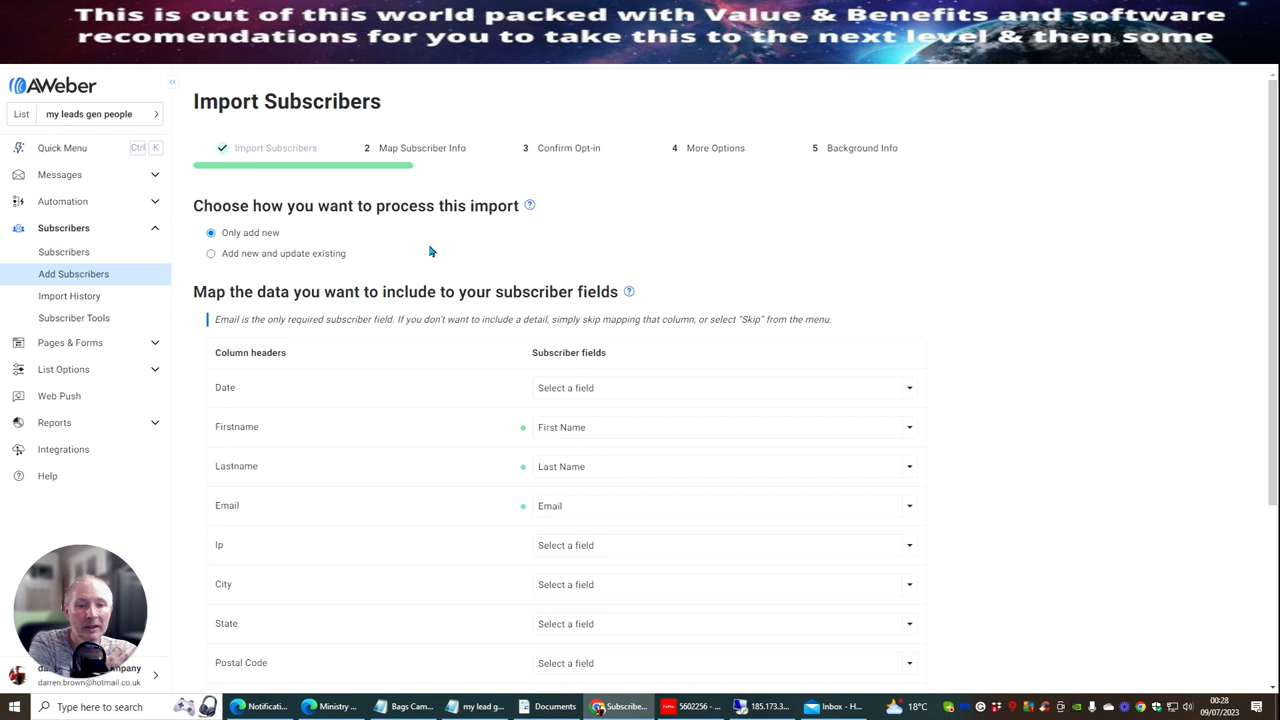 This is out of this world packed with Value & Benefits and software
recomendations for you to take this to the next level & then some
AWeber
List my leads gen people
Quick Menu Ctrl K
Messages
Automation
Subscribers
Subscribers
Add Subscribers
Import History
Subscriber Tools
Pages & Forms
List Options
Web Push
Reports
Integrations
Help
darren.brown@hotmail.co.uk
Import Subscribers
Import Subscribers
2 Map Subscriber Info
3 Confirm Opt-in
4 More Options
5 Background Info
Choose how you want to process this import
Only add new
Add new and update existing
Map the data you want to include to your subscriber fields
Email is the only required subscriber field. If you don't want to include a detail, simply skip mapping that column, or select "Skip" from the menu.
Column headers Subscriber fields
Date Select a field
Firstname First Name
Lastname Last Name
Email Email
Ip Select a field
City Select a field
State Select a field
Postal Code Select a field
Type here to search
Notificati...
Ministry ...
Bags Cam...
my lead g...
Documents
Subscribe...
5602256 - ...
185.173.3...
Inbox - H...
18°C
00:28
09/07/2023